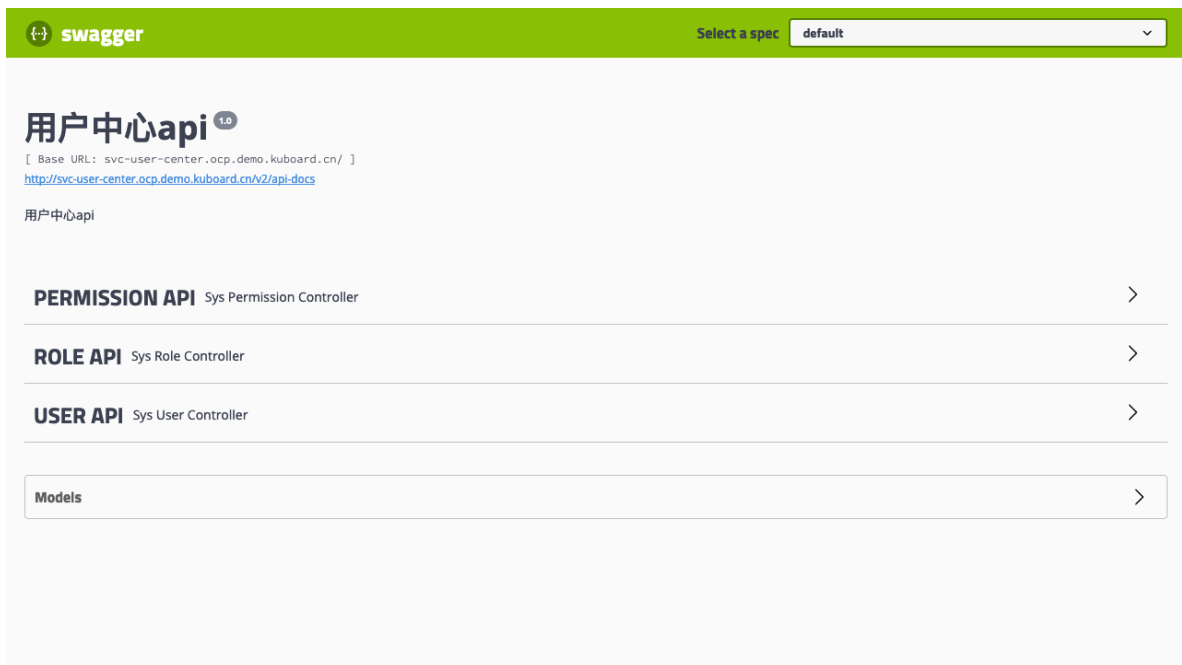 swagger Select a spec default
用户中心api 1.0
[ Base URL: svc-user-center.ocp.demo.kuboard.cn/ ]
http://svc-user-center.ocp.demo.kuboard.cn/v2/api-docs
用户中心api
PERMISSION API Sys Permission Controller
ROLE API Sys Role Controller
USER API Sys User Controller
Models